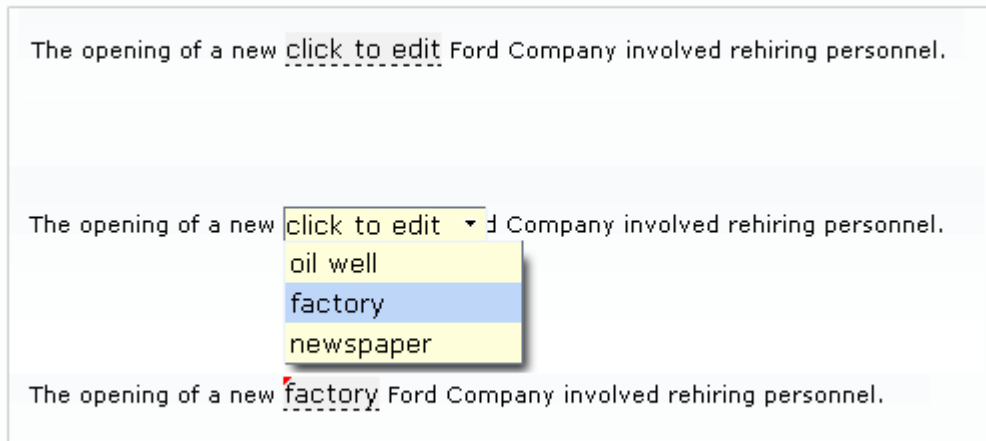 The opening of a new click to edit Ford Company involved rehiring personnel.
The opening of a new click to edit d Company involved rehiring personnel.
oil well
factory
newspaper
The opening of a new factory Ford Company involved rehiring personnel.